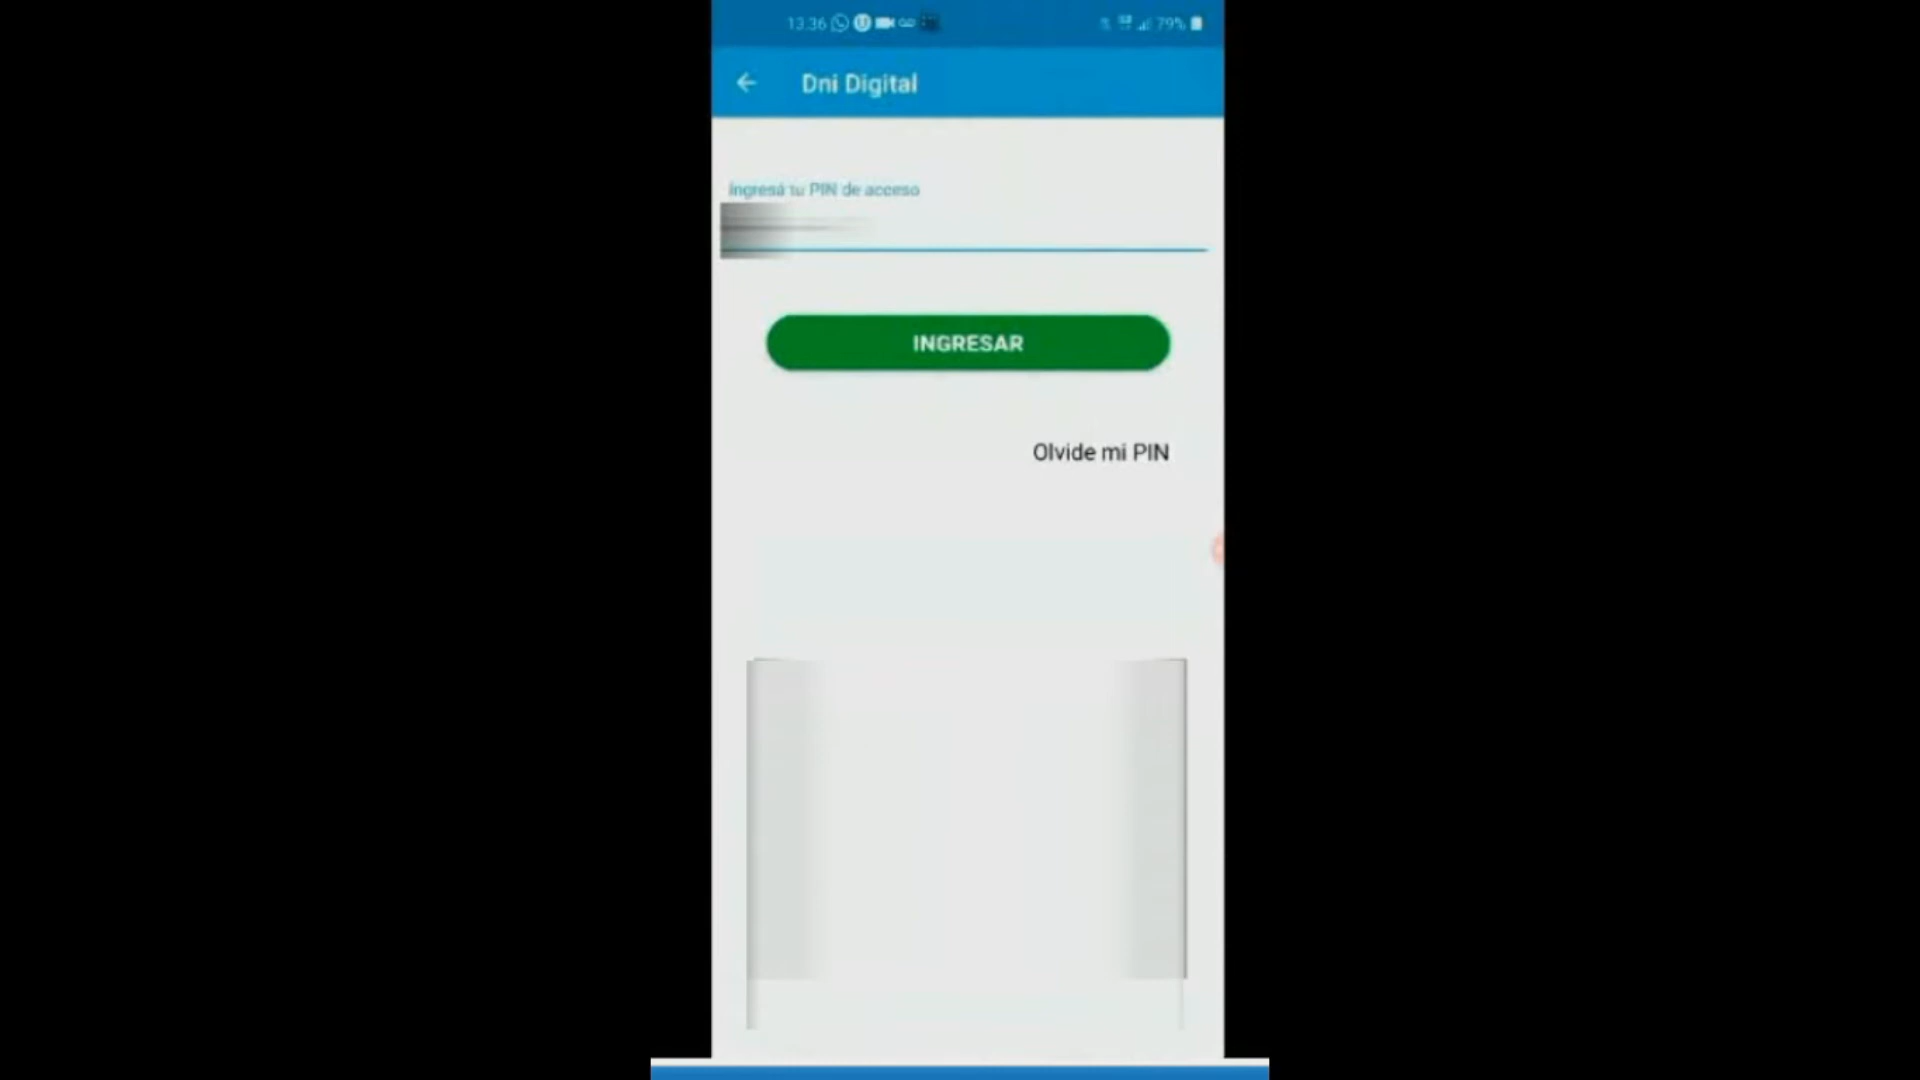 13:36 79%
Dni Digital
Ingresá tu PIN de acceso
INGRESAR
Olvide mi PIN